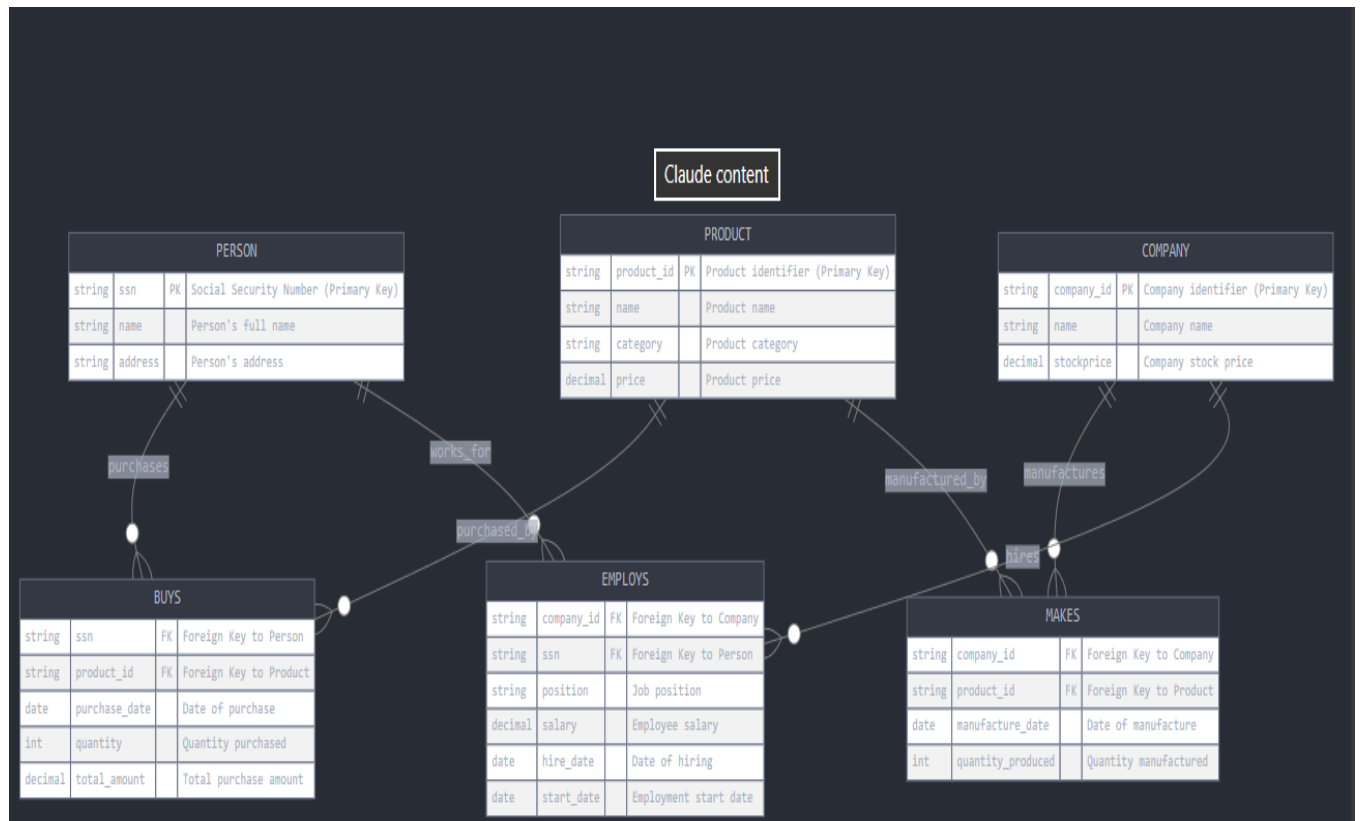 Claude content
PERSON
string ssn PK Social Security Number (Primary Key)
string name Person's full name
string address Person's address
PRODUCT
string product_id PK Product identifier (Primary Key)
string name Product name
string category Product category
decimal price Product price
COMPANY
string company_id PK Company identifier (Primary Key)
string name Company name
decimal stockprice Company stock price
purchases
works_for
purchased_by
manufactured_by
manufactures
hires
BUYS
string ssn FK Foreign Key to Person
string product_id FK Foreign Key to Product
date purchase_date Date of purchase
int quantity Quantity purchased
decimal total_amount Total purchase amount
EMPLOYS
string company_id FK Foreign Key to Company
string ssn FK Foreign Key to Person
string position Job position
decimal salary Employee salary
date hire_date Date of hiring
date start_date Employment start date
MAKES
string company_id FK Foreign Key to Company
string product_id FK Foreign Key to Product
date manufacture_date Date of manufacture
int quantity_produced Quantity manufactured